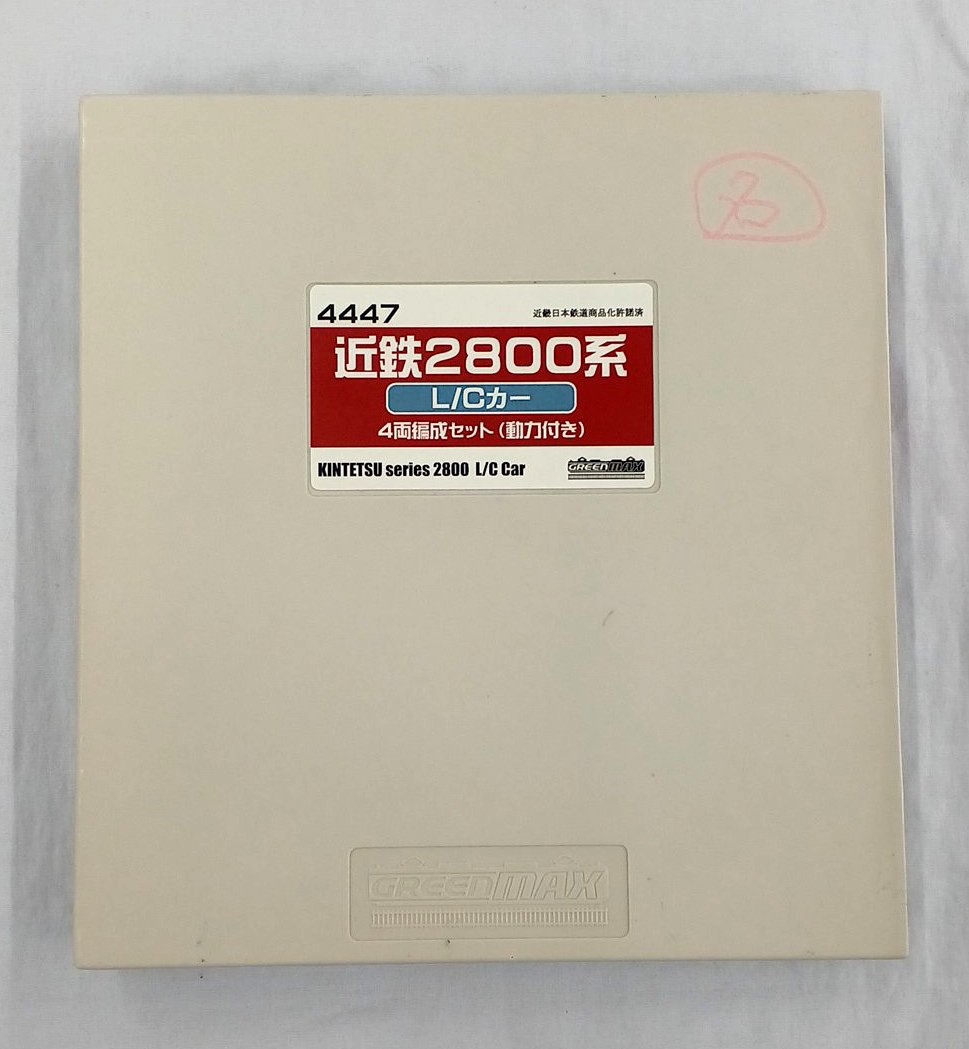 名
4447
近畿日本鉄道商品化許諾済
近鉄2800系
L/Cカー
4両編成セット(動力付き)
KINTETSU series 2800 L/C Car
GREENMAX
GREENMAX